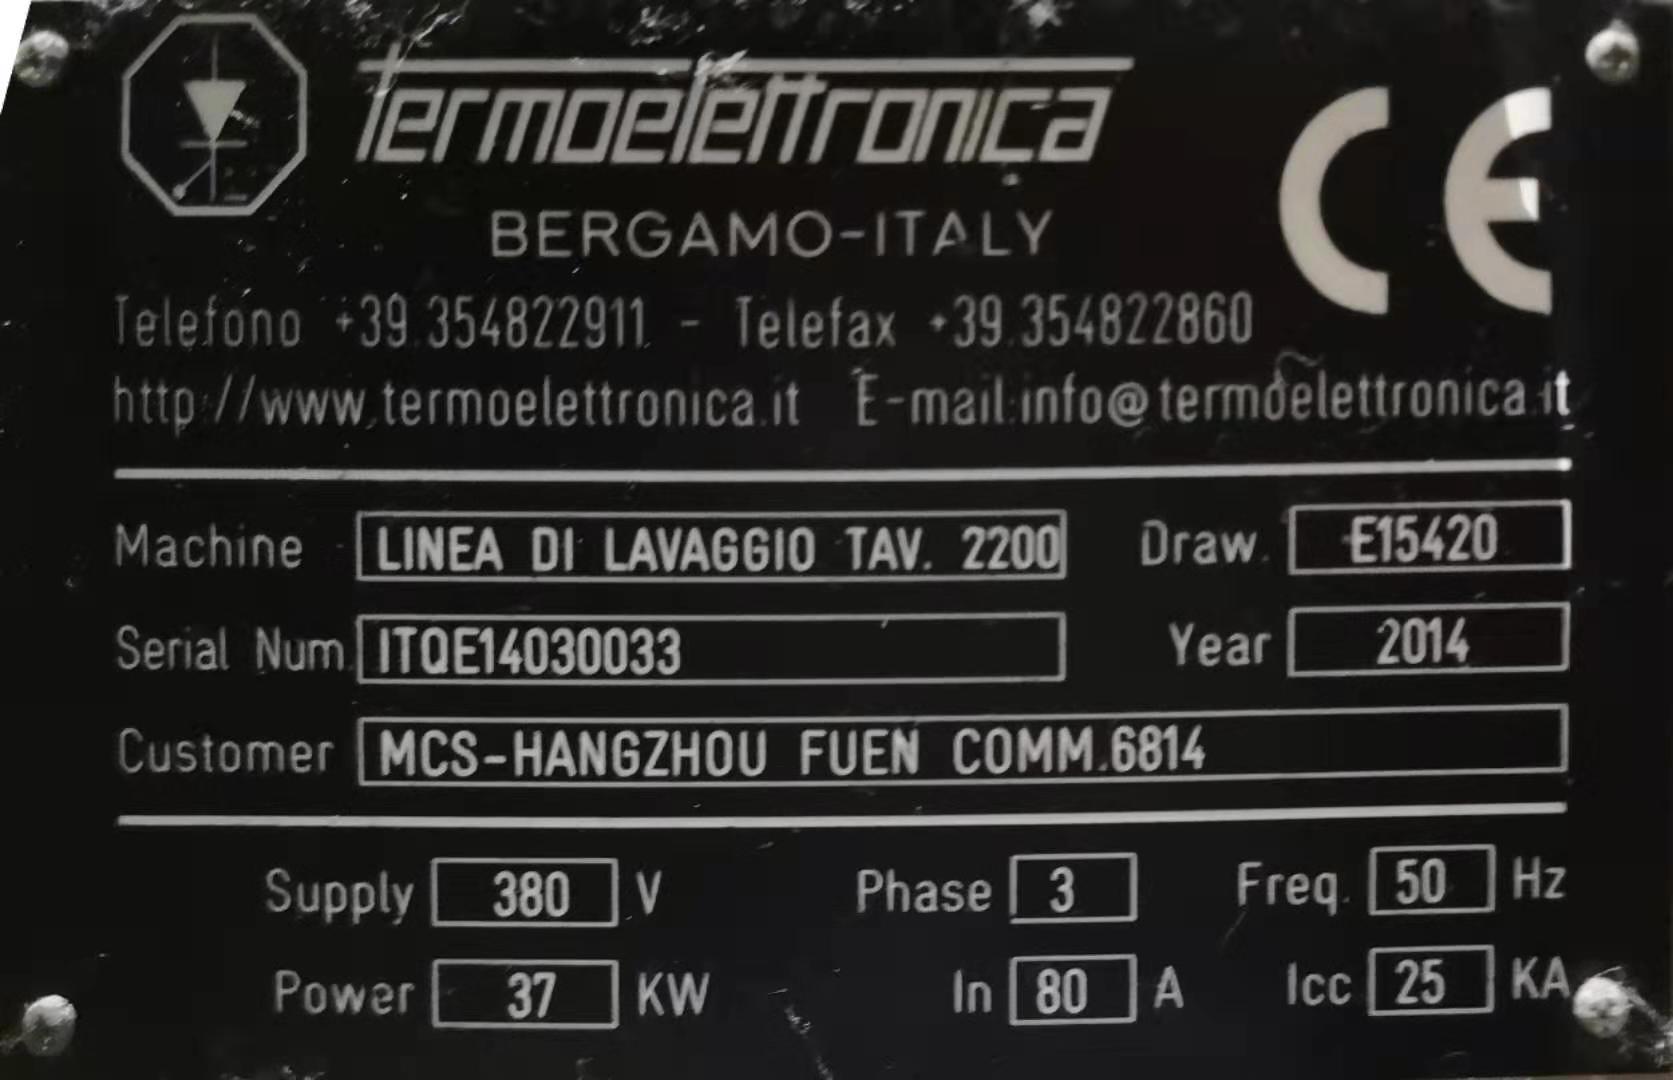 termoelettronica
CE
BERGAMO-ITALY
Telefono +39.354822911 - Telefax +39.354822860
http://www.termoelettronica.it E-mail:info@termoelettronica.it
Machine LINEA DI LAVAGGIO TAV. 2200 Draw. E15420
Serial Num. ITQE14030033 Year 2014
Customer MCS-HANGZHOU FUEN COMM.6814
Supply 380 V Phase 3 Freq. 50 Hz
Power 37 KW In 80 A Icc 25 KA